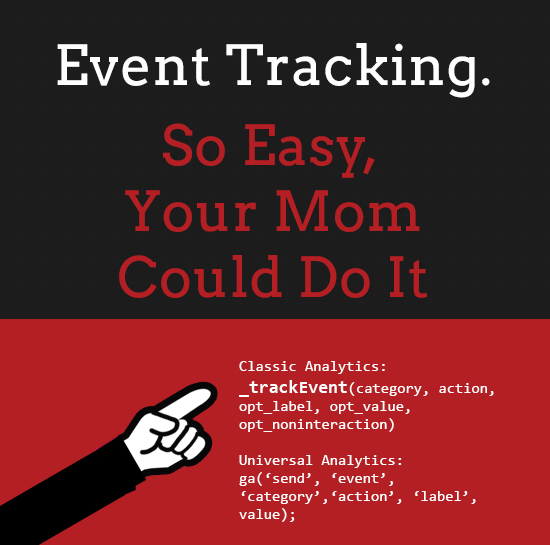 Event Tracking.
So Easy,
Your Mom
Could Do It
Classic Analytics:
_trackEvent(category, action,
opt_label, opt_value,
opt_noninteraction)
Universal Analytics:
ga(‘send’, ‘event’,
‘category’,‘action’, ‘label’,
value);